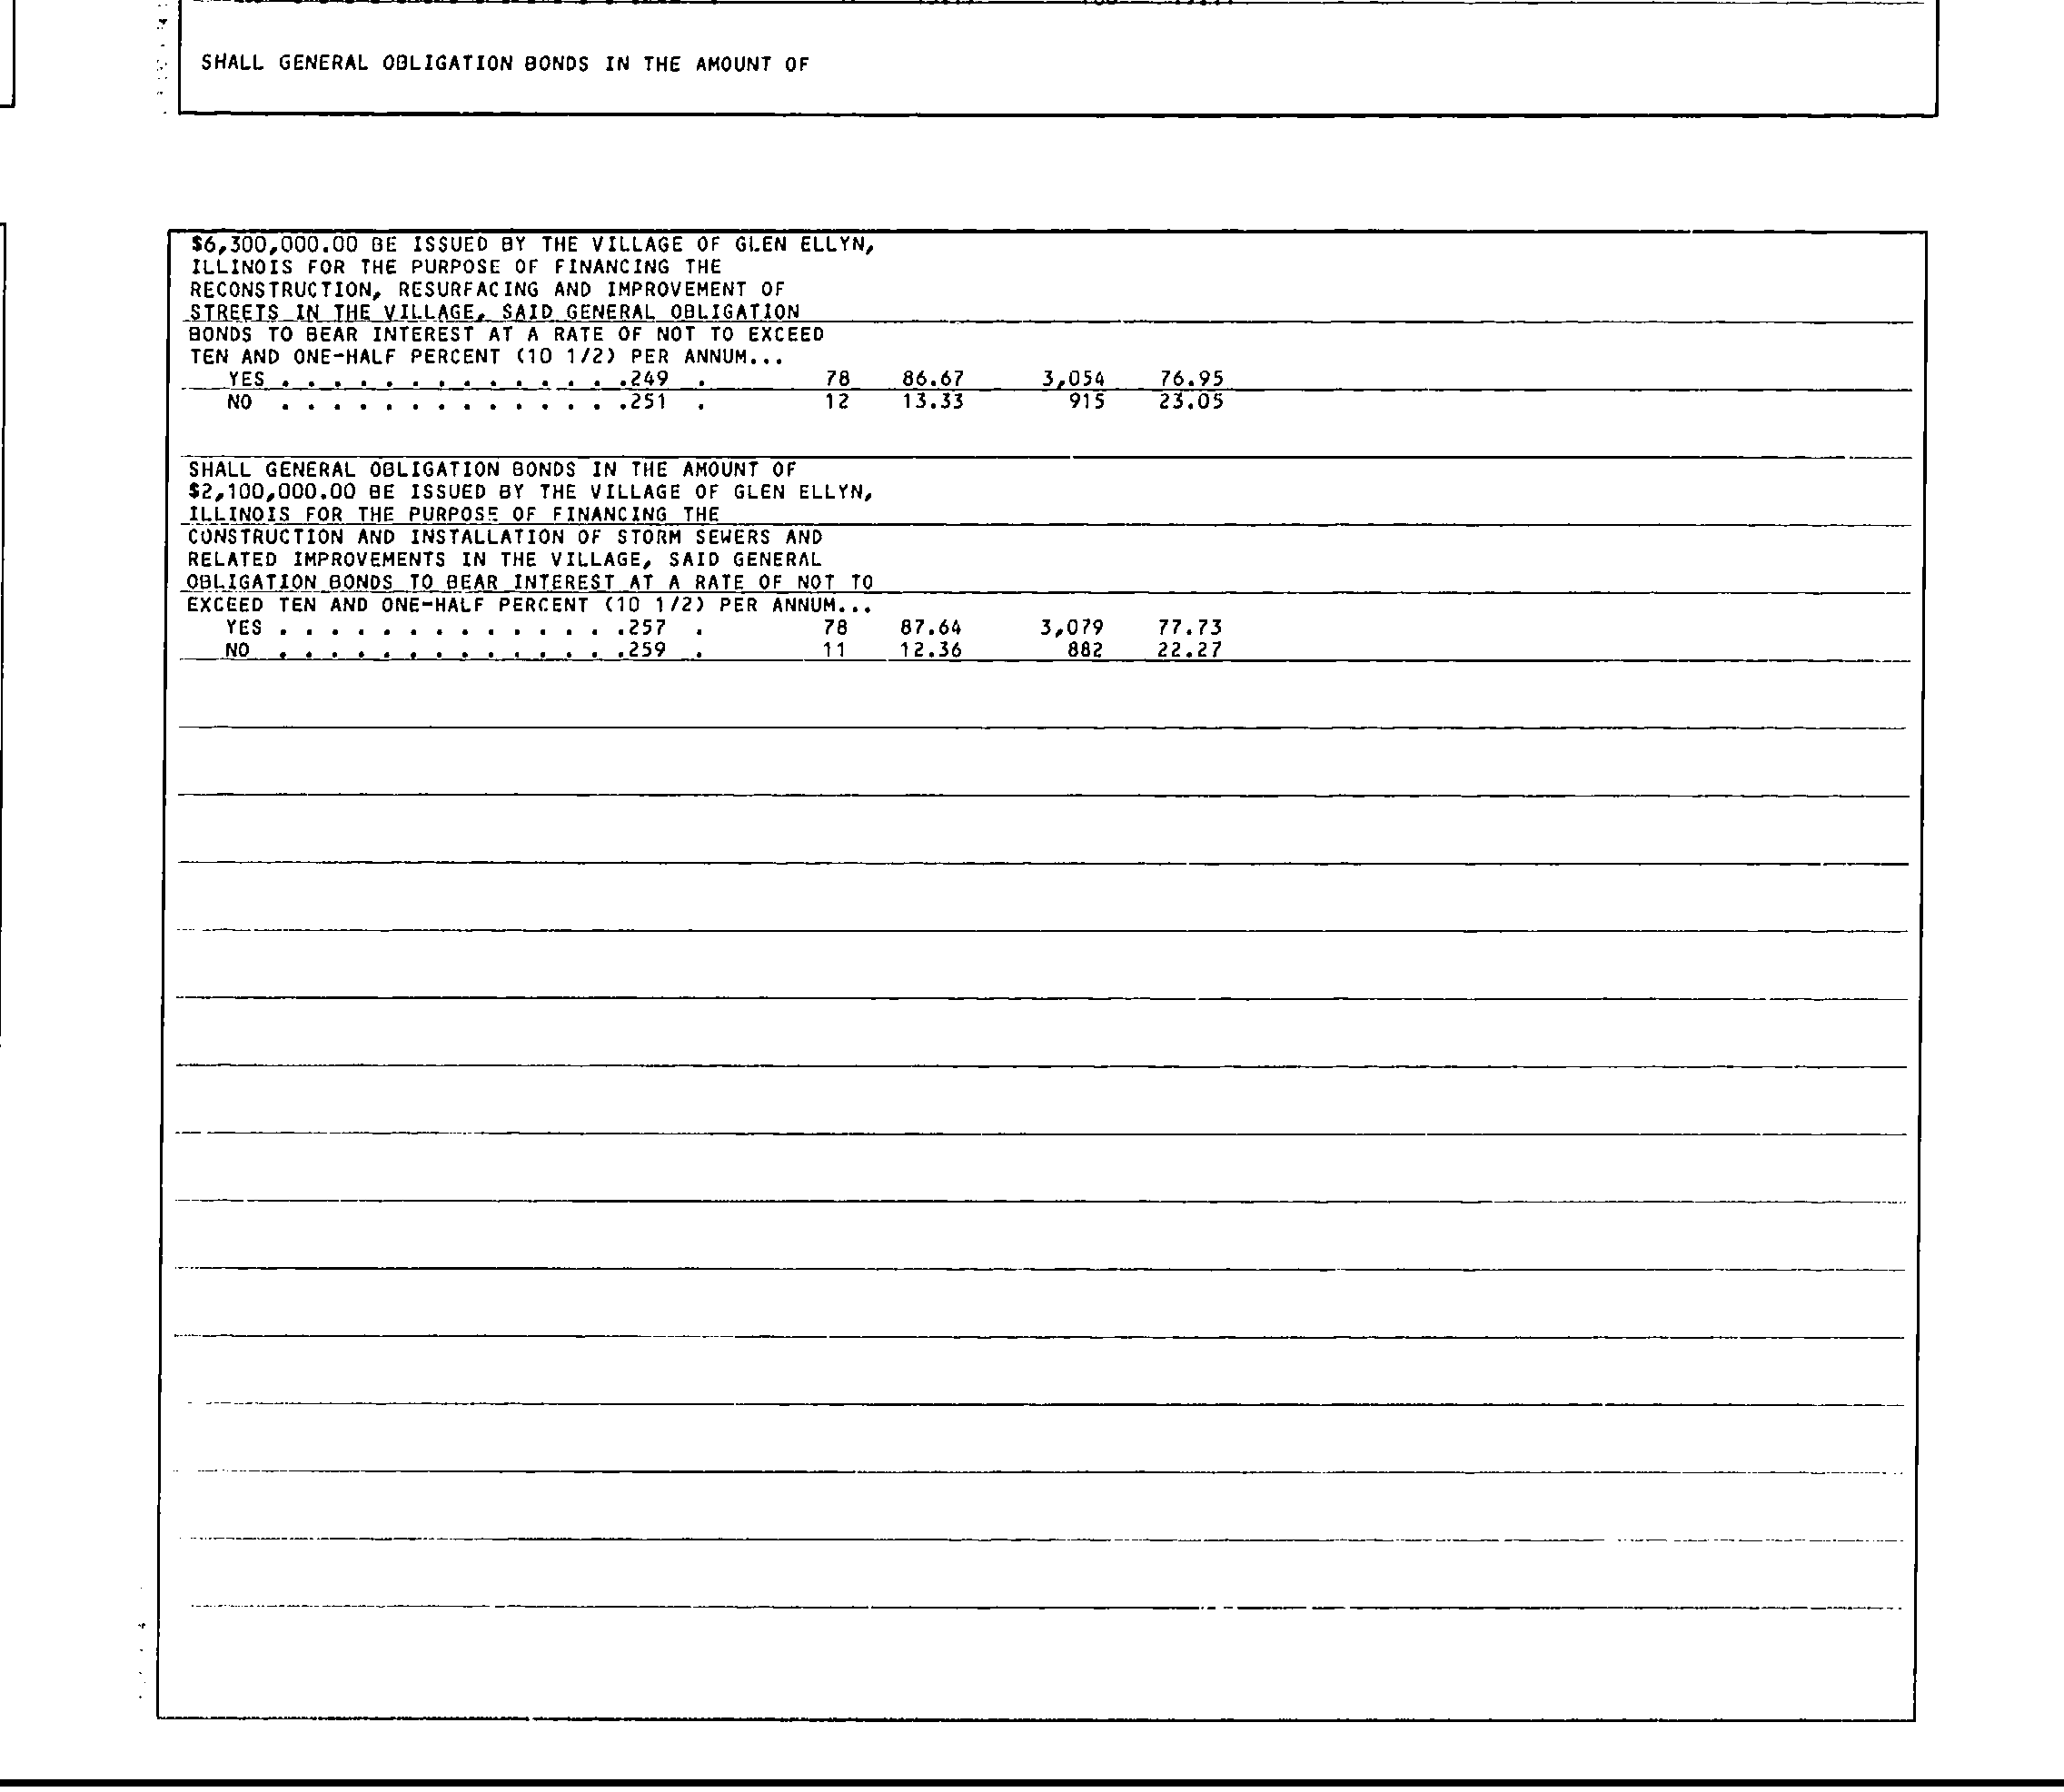 SHALL GENERAL OBLIGATION BONDS IN THE AMOUNT OF
$6,300,000.00 BE ISSUED BY THE VILLAGE OF GLEN ELLYN,
ILLINOIS FOR THE PURPOSE OF FINANCING THE
RECONSTRUCTION, RESURFACING AND IMPROVEMENT OF
STREETS IN THE VILLAGE, SAID GENERAL OBLIGATION
BONDS TO BEAR INTEREST AT A RATE OF NOT TO EXCEED
TEN AND ONE-HALF PERCENT (10 1/2) PER ANNUM...
YES . . . . . . . . . . . . . .249 . 78 86.67 3,054 76.95
NO . . . . . . . . . . . . . .251 . 12 13.33 915 23.05
SHALL GENERAL OBLIGATION BONDS IN THE AMOUNT OF
$2,100,000.00 BE ISSUED BY THE VILLAGE OF GLEN ELLYN,
ILLINOIS FOR THE PURPOSE OF FINANCING THE
CONSTRUCTION AND INSTALLATION OF STORM SEWERS AND
RELATED IMPROVEMENTS IN THE VILLAGE, SAID GENERAL
OBLIGATION BONDS TO BEAR INTEREST AT A RATE OF NOT TO
EXCEED TEN AND ONE-HALF PERCENT (10 1/2) PER ANNUM...
YES . . . . . . . . . . . . . .257 . 78 87.64 3,079 77.73
NO . . . . . . . . . . . . . .259 . 11 12.36 882 22.27